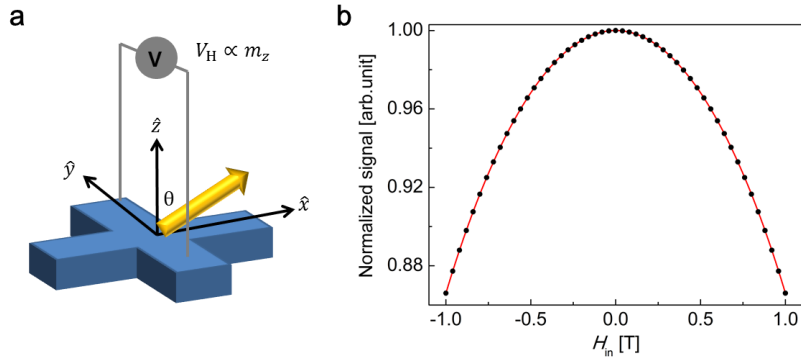 a
V
V_H ∝ m_z
ẑ
ŷ
θ
x̂
b
Normalized signal [arb.unit]
1.00
0.96
0.92
0.88
-1.0 -0.5 0.0 0.5 1.0
H_in [T]